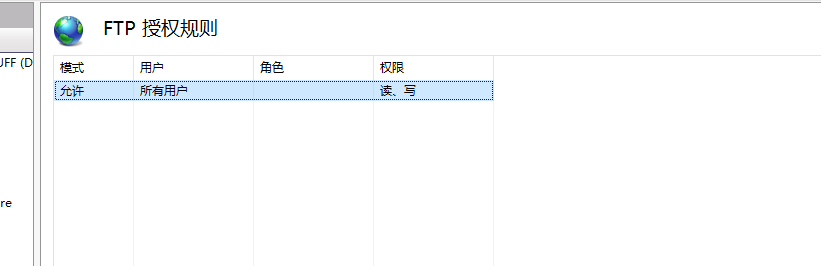 FTP 授权规则
UFF (D
模式 用户 角色 权限
允许 所有用户 读、写
re